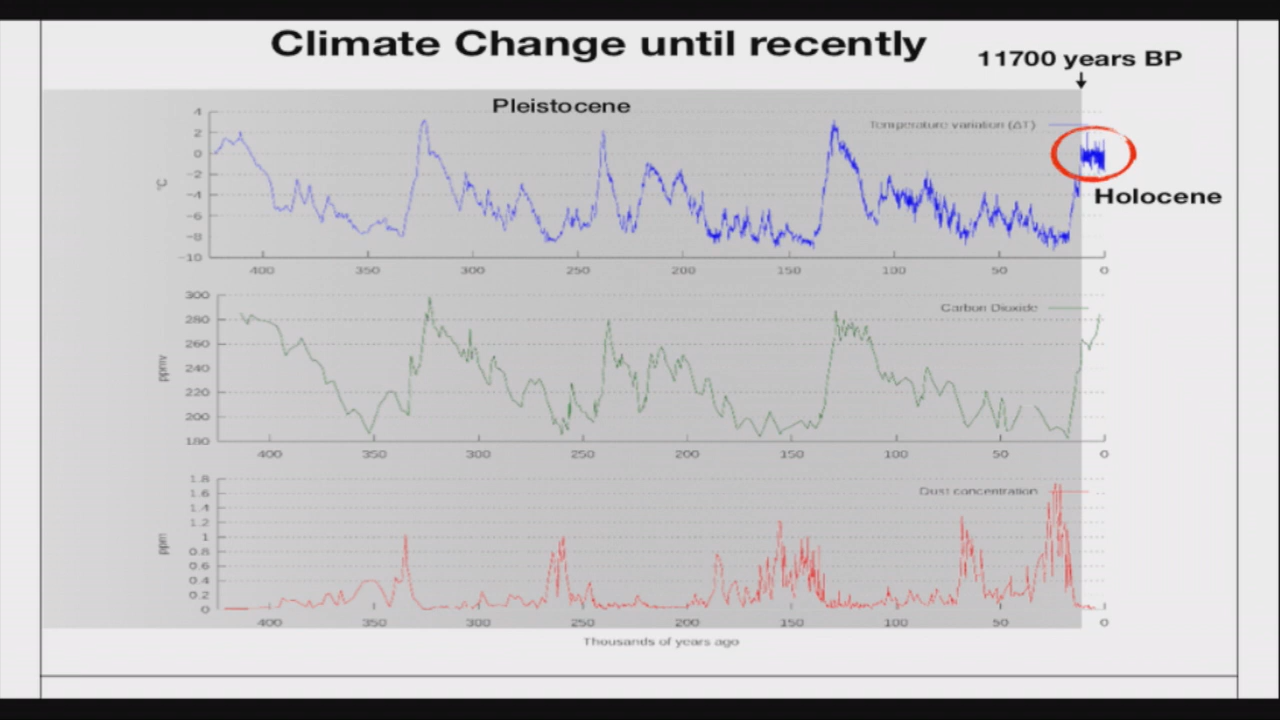 Climate Change until recently
11700 years BP
Pleistocene
4
Temperature variation (ΔT)
2
0
-2
°C
-4
Holocene
-6
-8
-10
400 350 300 250 200 150 100 50 0
300
Carbon Dioxide
280
260
ppmv
240
220
200
180
400 350 300 250 200 150 100 50 0
1.8
Dust concentration
1.6
1.4
1.2
ppm
1
0.8
0.6
0.4
0.2
0
400 350 300 250 200 150 100 50 0
Thousands of years ago